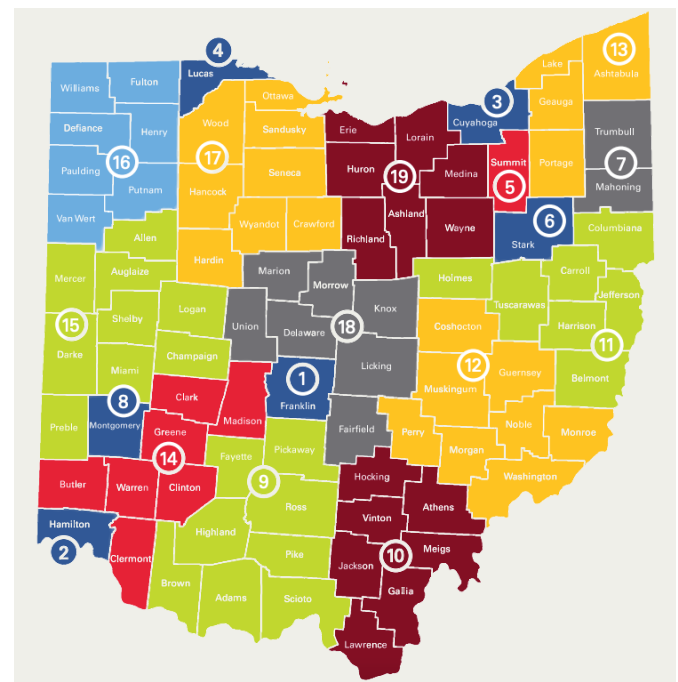 4
13
Lucas
Lake
Ashtabula
Williams
Fulton
Ottawa
3
Geauga
Cuyahoga
Defiance
Henry
Wood
Sandusky
Erie
Lorain
Trumbull
16
17
Huron
19
Medina
Summit
Portage
7
Paulding
Putnam
Hancock
Seneca
5
Mahoning
Van Wert
Wyandot
Crawford
Richland
Ashland
Wayne
6
Stark
Columbiana
Allen
Hardin
Marion
Morrow
Holmes
Carroll
Mercer
Auglaize
Jefferson
Logan
Knox
Tuscarawas
15
Shelby
Union
Delaware
18
Coshocton
Harrison
11
Darke
Champaign
Licking
12
Guernsey
Belmont
Miami
1
Muskingum
8
Clark
Madison
Franklin
Preble
Montgomery
Greene
Fairfield
Perry
Noble
Monroe
14
Fayette
Pickaway
Morgan
Butler
Warren
Clinton
9
Hocking
Washington
Hamilton
Ross
Vinton
Athens
2
Highland
Clermont
Pike
10
Meigs
Jackson
Brown
Adams
Scioto
Gallia
Lawrence